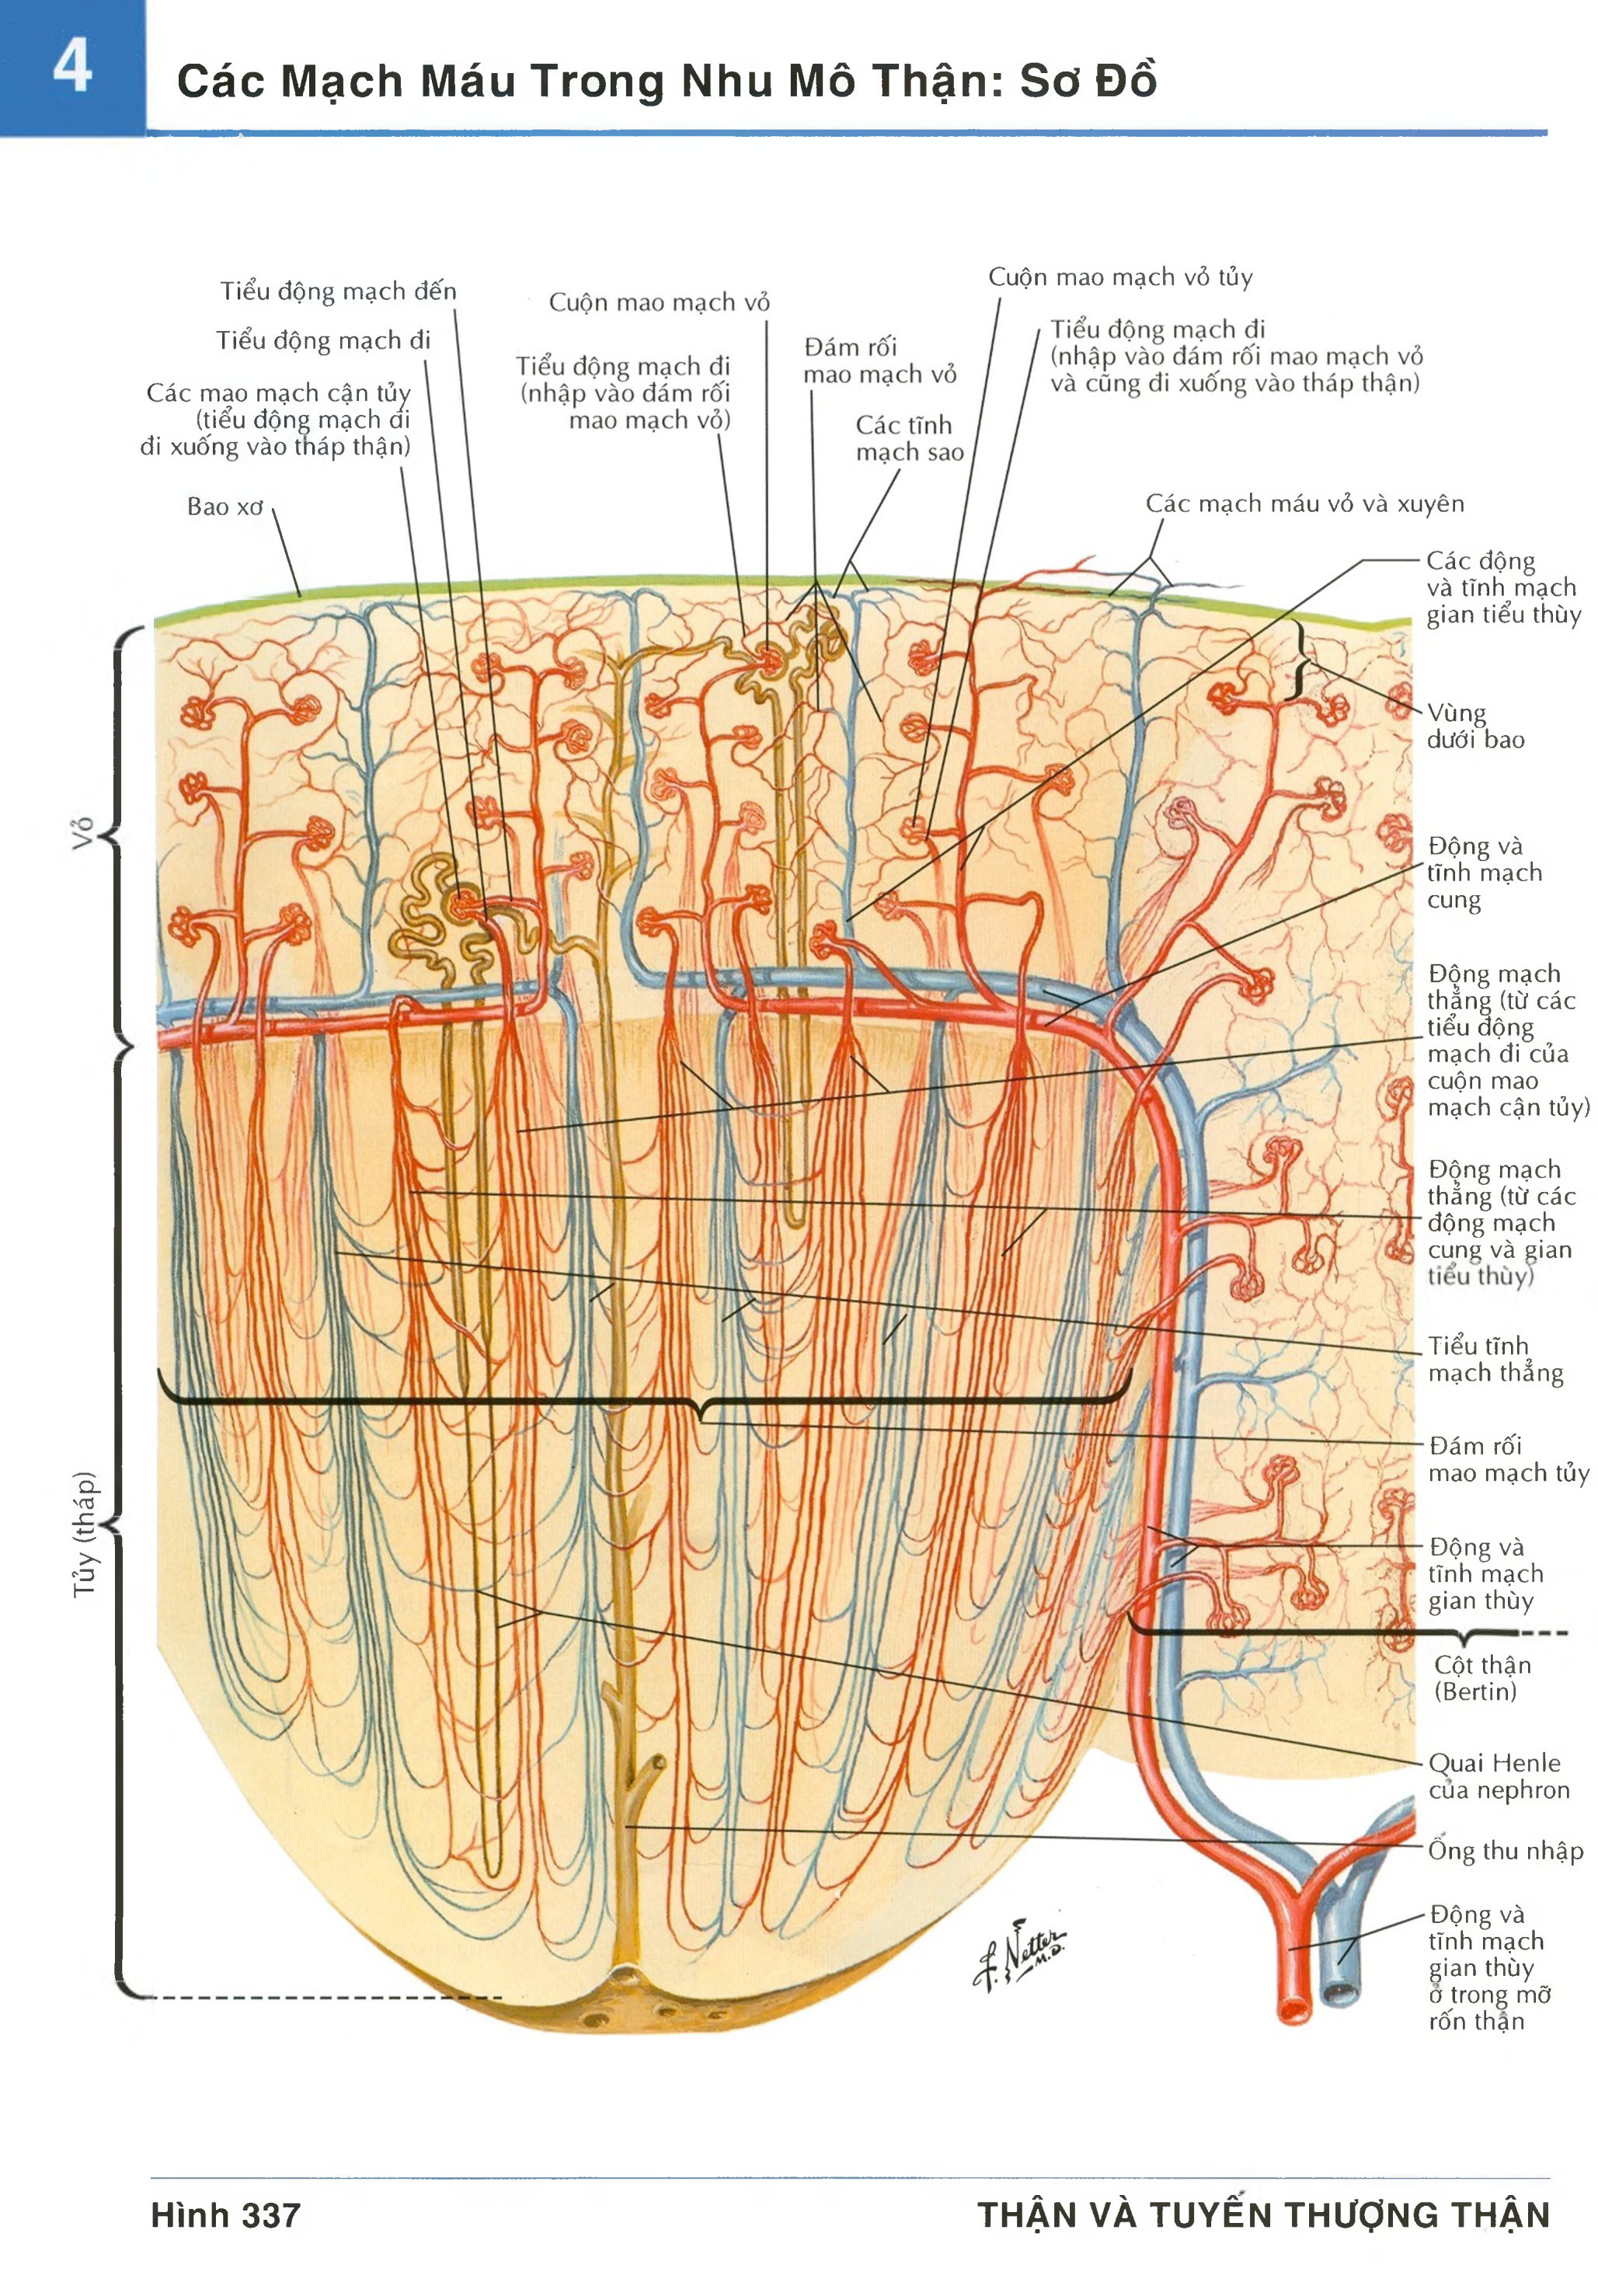 4
Các Mạch Máu Trong Nhu Mô Thận: Sơ Đồ
Tiểu động mạch đến
Tiểu động mạch đi
Các mao mạch cận tủy
(tiểu động mạch đi
đi xuống vào tháp thận)
Bao xơ
Cuộn mao mạch vỏ
Tiểu động mạch đi
(nhập vào đám rối
mao mạch vỏ)
Đám rối
mao mạch vỏ
Các tĩnh
mạch sao
Cuộn mao mạch vỏ tủy
Tiểu động mạch đi
(nhập vào đám rối mao mạch vỏ
và cũng đi xuống vào tháp thận)
Các mạch máu vỏ và xuyên
Các động
và tĩnh mạch
gian tiểu thùy
Vùng
dưới bao
Động và
tĩnh mạch
cung
Động mạch
thẳng (từ các
tiểu động
mạch đi của
cuộn mao
mạch cận tủy)
Động mạch
thẳng (từ các
động mạch
cung và gian
tiểu thùy)
Tiểu tĩnh
mạch thẳng
Đám rối
mao mạch tủy
Động và
tĩnh mạch
gian thùy
Cột thận
(Bertin)
Quai Henle
của nephron
Ống thu nhập
Động và
tĩnh mạch
gian thùy
ở trong mỡ
rốn thận
Vỏ
Tủy (tháp)
F. Netter
M.D.
Hình 337
THẬN VÀ TUYẾN THƯỢNG THẬN